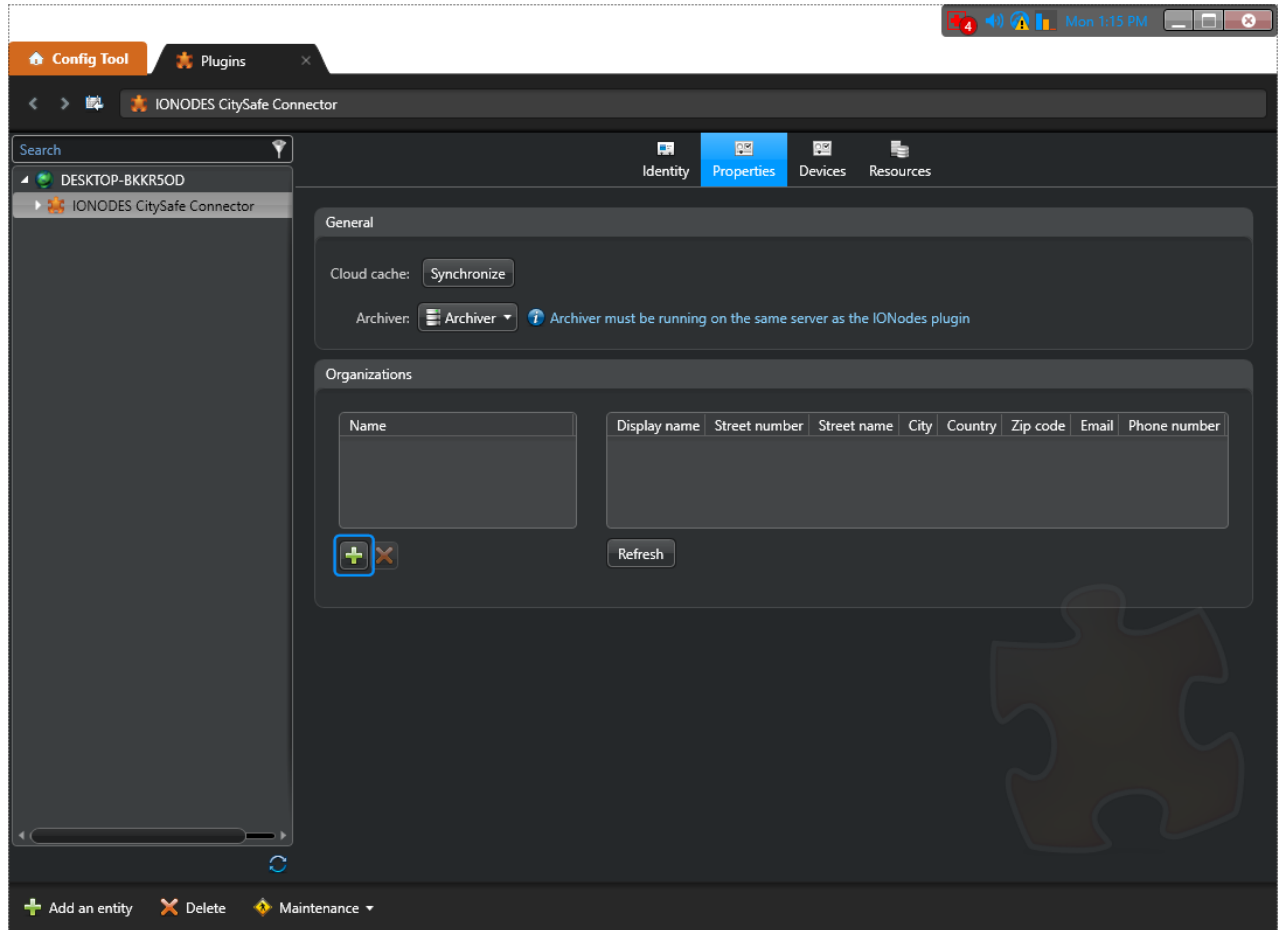 4 Mon 1:15 PM
Config Tool Plugins
IONODES CitySafe Connector
Search
DESKTOP-BKKR5OD
IONODES CitySafe Connector
Identity Properties Devices Resources
General
Cloud cache: Synchronize
Archiver: Archiver Archiver must be running on the same server as the IONodes plugin
Organizations
Name
Display name Street number Street name City Country Zip code Email Phone number
Refresh
Add an entity Delete Maintenance